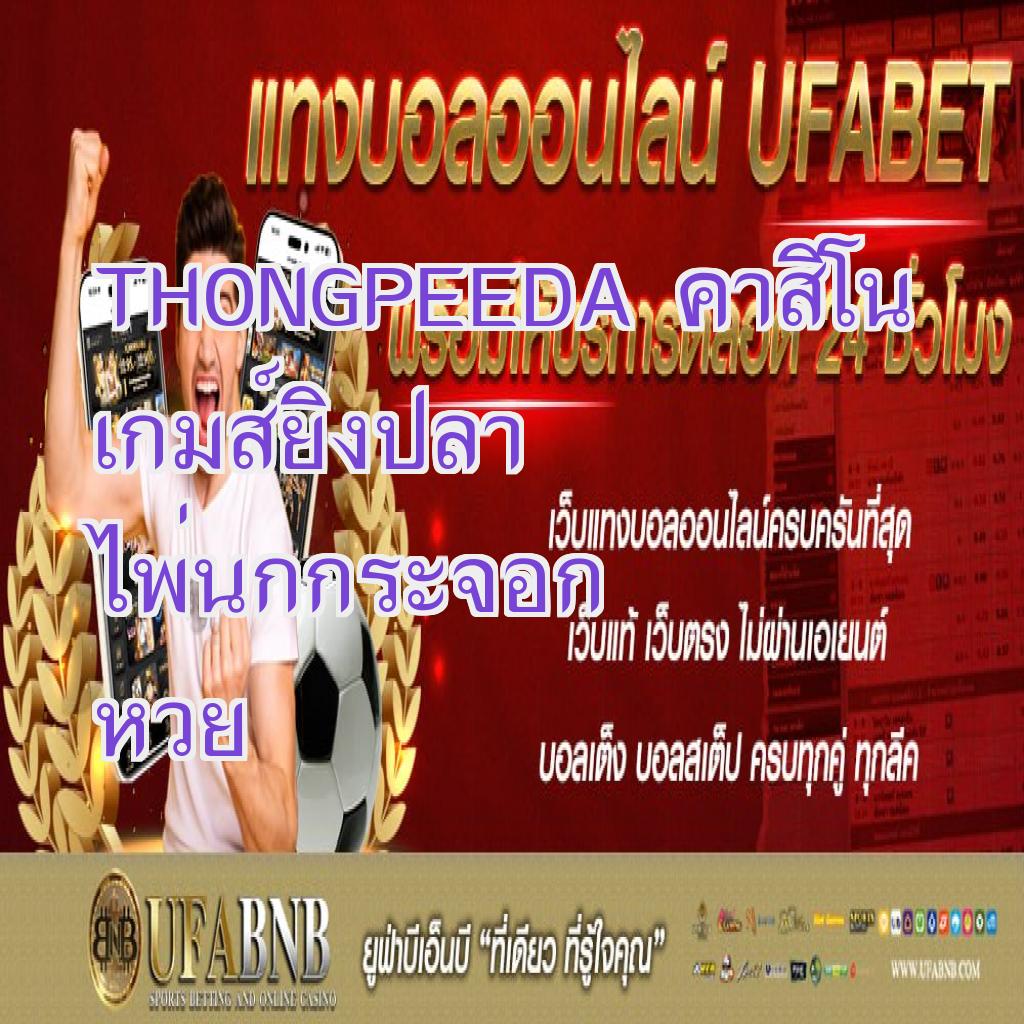 แทงบอลออนไลน์ UFABET
THONGPEEDA คาสิโน
พร้อมให้บริการตลอด 24 ชั่วโมง
เกมส์ยิงปลา
ไพ่นกกระจอก
หวย
เว็บแทงบอลออนไลน์ครบครันที่สุด
เว็บแท้ เว็บตรง ไม่ผ่านเอเยนต์
บอลเต็ง บอลสเต็ป ครบทุกคู่ ทุกลีค
UFABNB
SPORTS BETTING AND ONLINE CASINO
ยูฟ่าบีเอ็นบี “ที่เดียว ที่รู้ใจคุณ”
WWW.UFABNB.COM